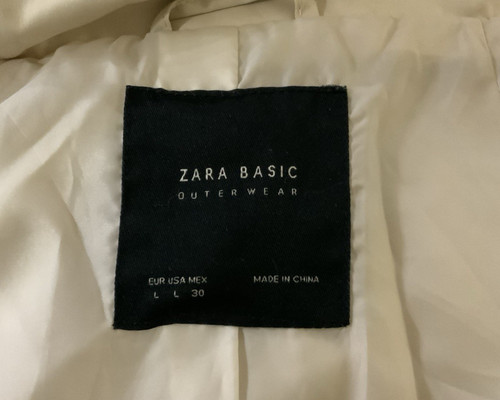 ZARA BASIC
OUTERWEAR
EUR USA MEX MADE IN CHINA
L L 30